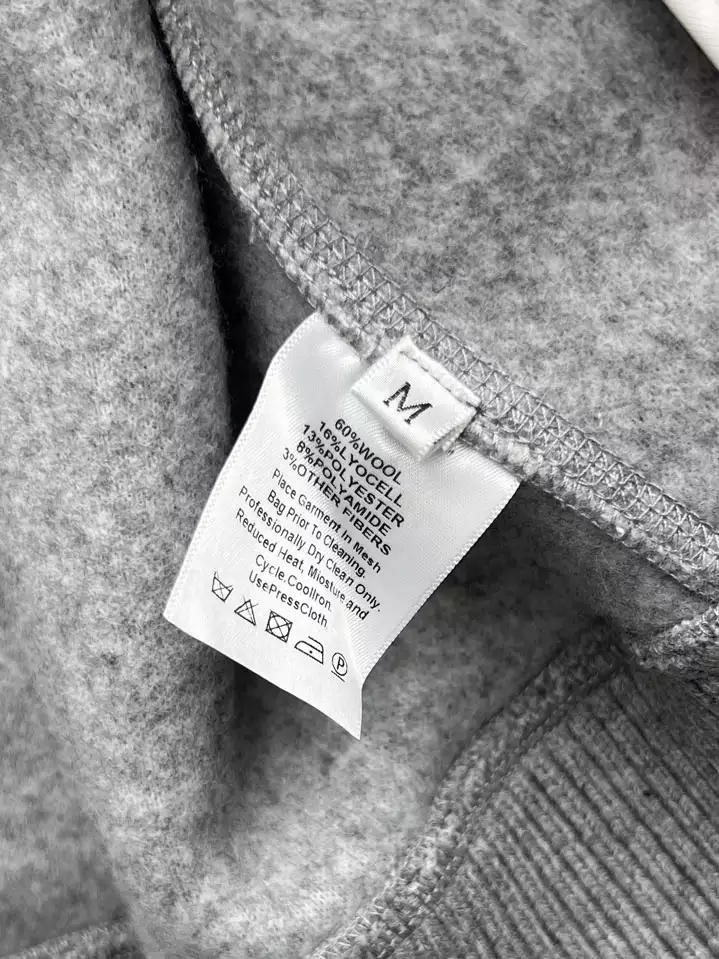 M
60%WOOL
16%LYOCELL
13%POLYESTER
8%POLYAMIDE
3%OTHER FIBERS
Place Garment In Mesh
Bag Prior To Cleaning.
Professionally Dry Clean Only.
Reduced Heat, Miosture and
Cycle.CoolIron.
UsePressCloth
P